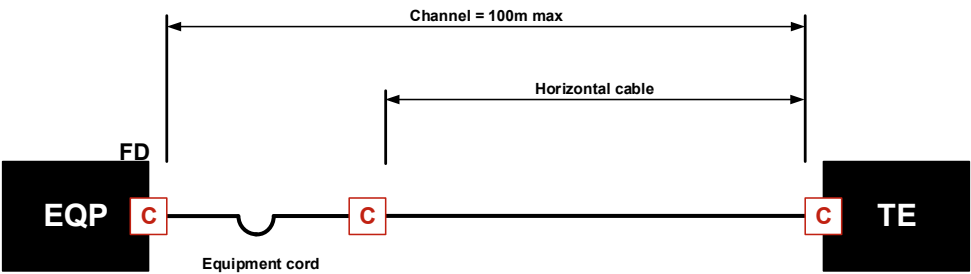 Channel = 100m max
Horizontal cable
FD
EQP C C C TE
Equipment cord